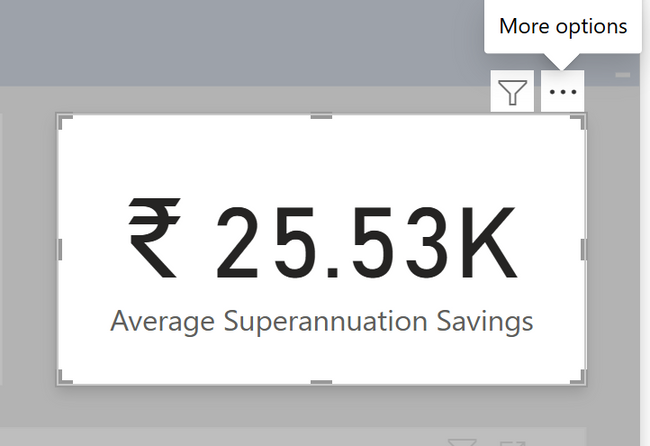 More options
₹ 25.53K
Average Superannuation Savings